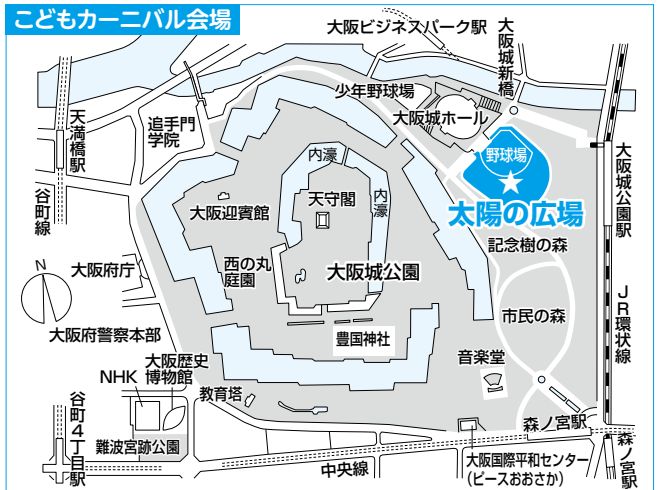 こどもカーニバル会場
大阪ビジネスパーク駅
大阪城新橋
少年野球場
大阪城ホール
天満橋駅
追手門
学院
野球場
太陽の広場
大阪城公園駅
内濠
内濠
天守閣
大阪迎賓館
谷町線
記念樹の森
西の丸
庭園
大阪城公園
N
大阪府庁
JR環状線
市民の森
大阪府警察本部
豊国神社
大阪歴史
博物館
音楽堂
NHK
教育塔
谷町4丁目駅
難波宮跡公園
森ノ宮駅
中央線
大阪国際平和センター
(ピースおおさか)
森ノ宮駅